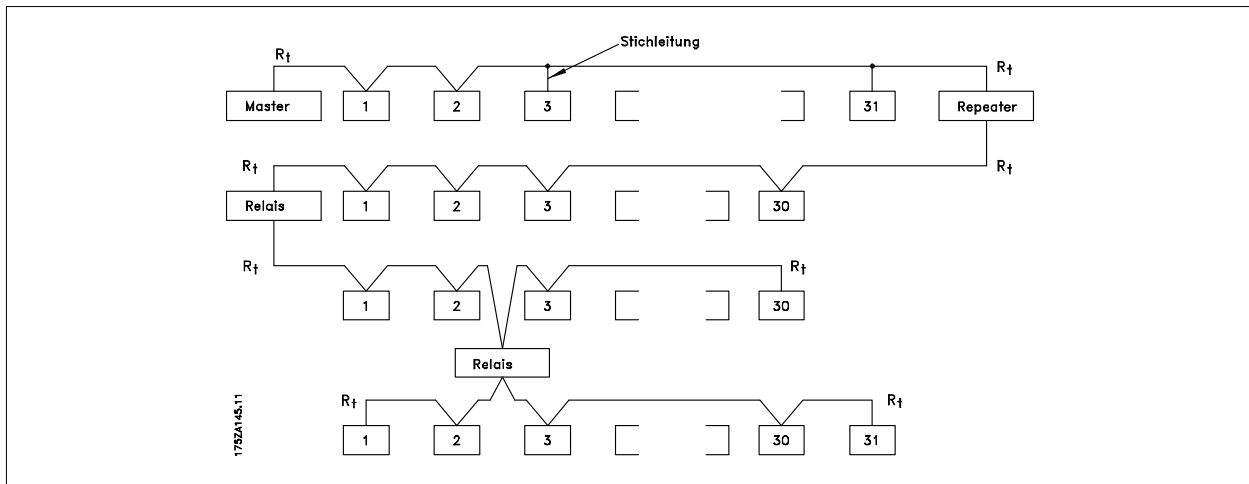 Stichleitung
Rt Rt
Master 1 2 3 31 Repeater
Rt Rt
Relais 1 2 3 30
Rt Rt
1 2 3 30
Relais
Rt Rt
1 2 3 30 31
175ZA145.11